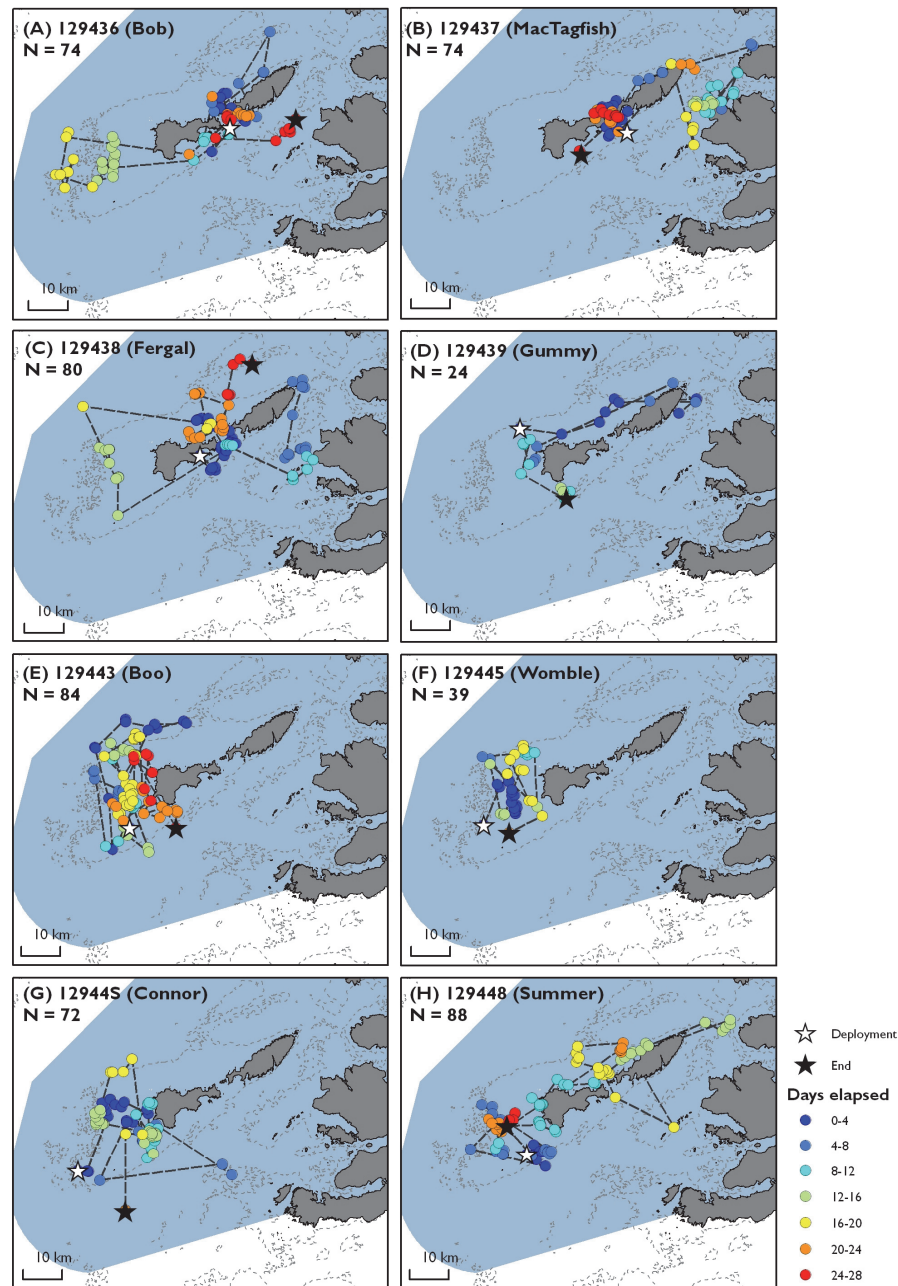 (A) 129436 (Bob)
N = 74
10 km
(B) 129437 (MacTagfish)
N = 74
10 km
(C) 129438 (Fergal)
N = 80
10 km
(D) 129439 (Gummy)
N = 24
10 km
(E) 129443 (Boo)
N = 84
10 km
(F) 129445 (Womble)
N = 39
10 km
(G) 12944S (Connor)
N = 72
10 km
(H) 129448 (Summer)
N = 88
10 km
Deployment
End
Days elapsed
0-4
4-8
8-12
12-16
16-20
20-24
24-28